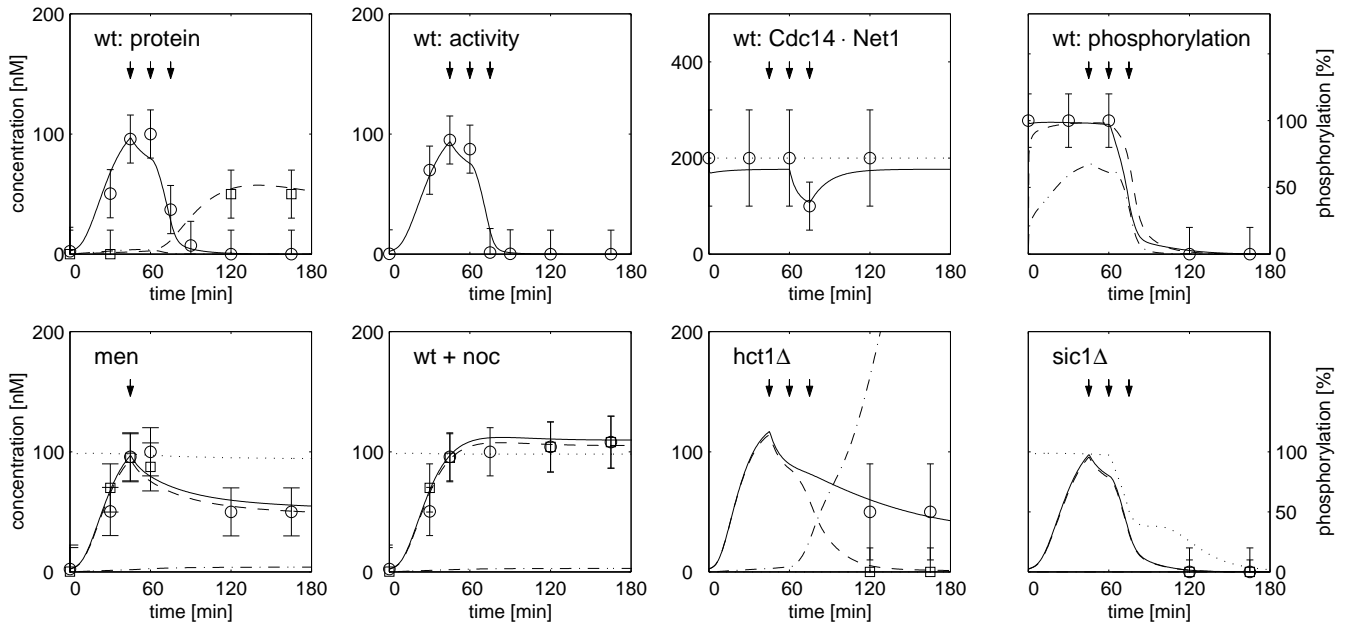 200
100
0
concentration [nM]
wt: protein
0
60
120
180
time [min]
200
100
0
wt: activity
0
60
120
180
time [min]
400
200
0
wt: Cdc14 · Net1
0
60
120
180
time [min]
wt: phosphorylation
100
50
0
phosphorylation [%]
0
60
120
180
time [min]
200
100
0
concentration [nM]
men
0
60
120
180
time [min]
200
100
0
wt + noc
0
60
120
180
time [min]
200
100
0
hct1Δ
0
60
120
180
time [min]
sic1Δ
100
50
0
phosphorylation [%]
0
60
120
180
time [min]